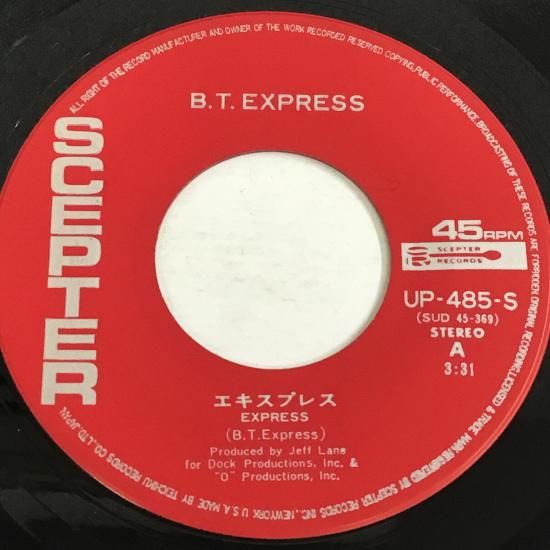 ALL RIGHT OF THE RECORD MANUFACTURER AND OWNER OF THE WORK RECORDED RESERVED COPYING, PUBLIC PERFORMANCE, BROADCASTING OF THESE RECORDS ARE FORBIDDEN. ORIGINAL RECORDING, LICENSED & TRADE MARK REGISTERED BY SCEPTER RECORDS INC., NEWYORK U.S.A. MADE BY TEICHIKU RECORDS CO., LTD. JAPAN.
SCEPTER
B.T. EXPRESS
45RPM
SCEPTER
RECORDS
UP-485-S
(SUD 45-369)
STEREO
A
3:31
エキスプレス
EXPRESS
(B.T.Express)
Produced by Jeff Lane
for Dock Productions, Inc. &
"O" Productions, Inc.